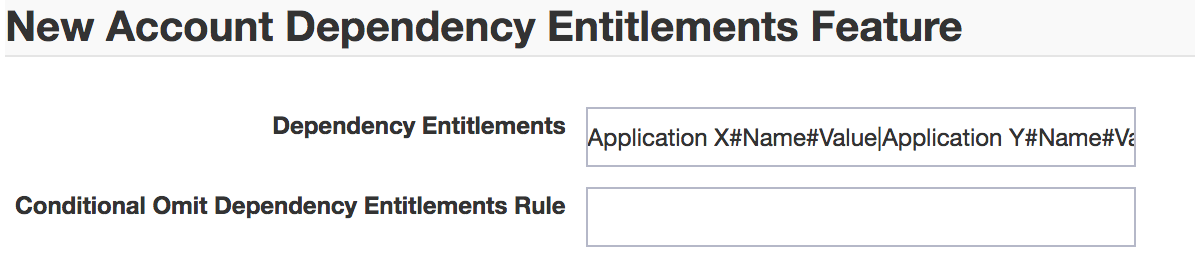 New Account Dependency Entitlements Feature
Dependency Entitlements
Application X#Name#Value|Application Y#Name#Va
Conditional Omit Dependency Entitlements Rule